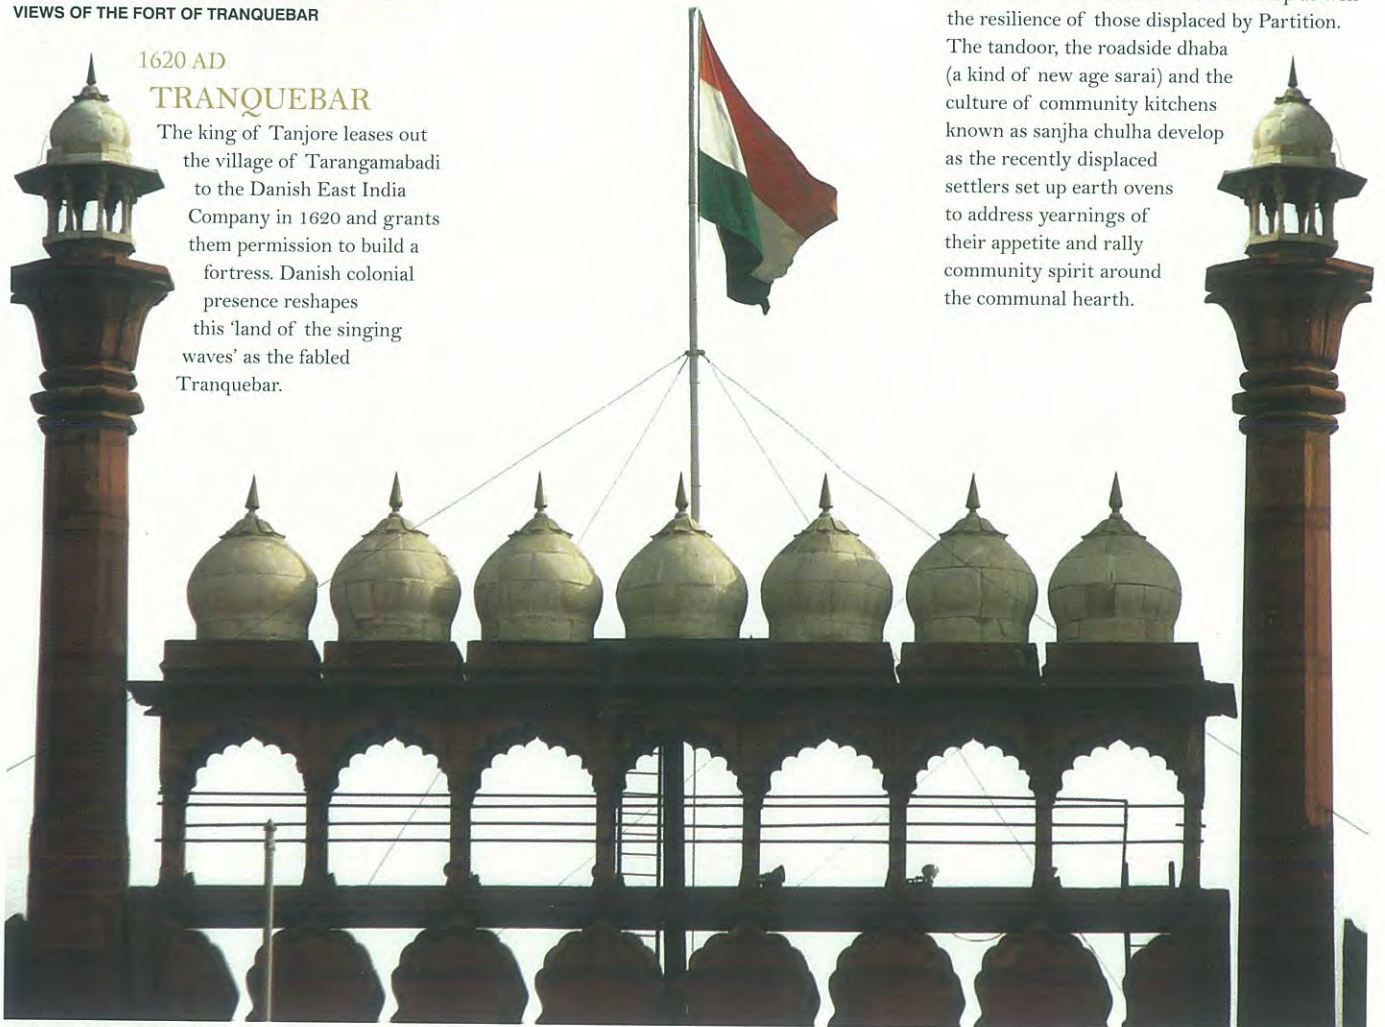 VIEWS OF THE FORT OF TRANQUEBAR
1620 AD
TRANQUEBAR
The king of Tanjore leases out
the village of Tarangamabadi
to the Danish East India
Company in 1620 and grants
them permission to build a
fortress. Danish colonial
presence reshapes
this ‘land of the singing
waves’ as the fabled
Tranquebar.
the resilience of those displaced by Partition.
The tandoor, the roadside dhaba
(a kind of new age sarai) and the
culture of community kitchens
known as sanjha chulha develop
as the recently displaced
settlers set up earth ovens
to address yearnings of
their appetite and rally
community spirit around
the communal hearth.